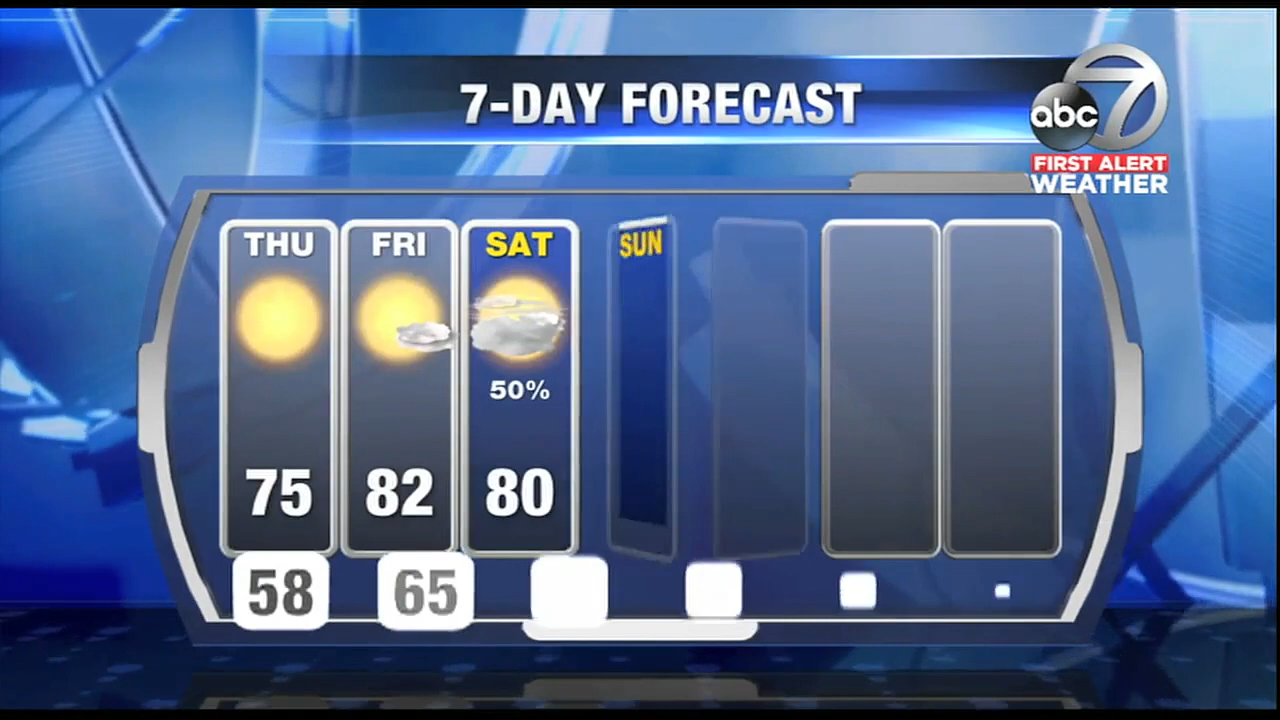 7-DAY FORECAST
abc 7
FIRST ALERT
WEATHER
THU FRI SAT SUN
50%
75 82 80
58 65